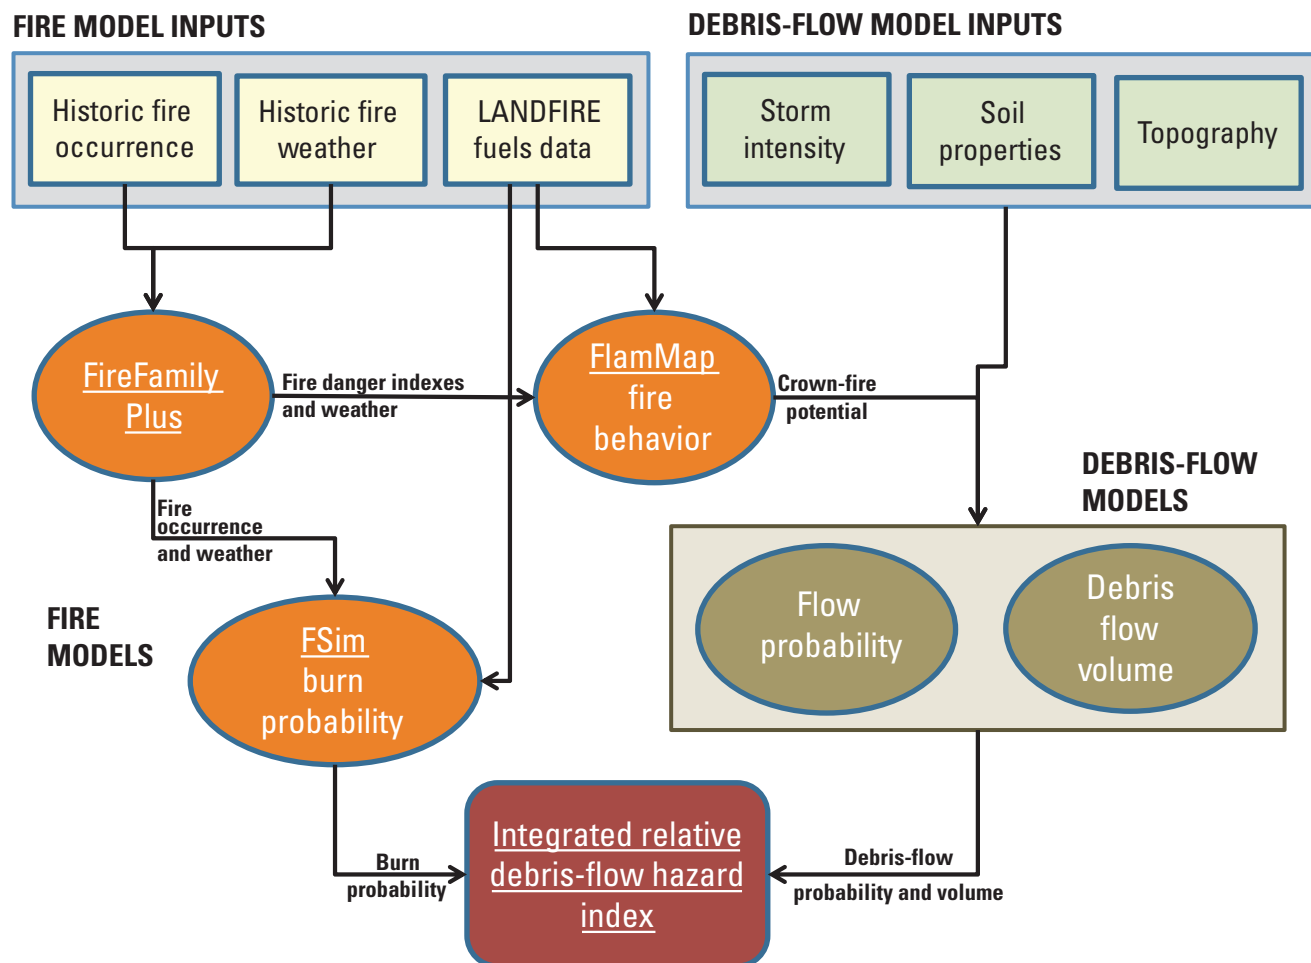 FIRE MODEL INPUTS
DEBRIS-FLOW MODEL INPUTS
Historic fire
occurrence
Historic fire
weather
LANDFIRE
fuels data
Storm
intensity
Soil
properties
Topography
FireFamily
Plus
Fire danger indexes
and weather
FlamMap
fire
behavior
Crown-fire
potential
DEBRIS-FLOW
MODELS
Fire
occurrence
and weather
FIRE
MODELS
FSim
burn
probability
Flow
probability
Debris
flow
volume
Burn
probability
Integrated relative
debris-flow hazard
index
Debris-flow
probability and volume